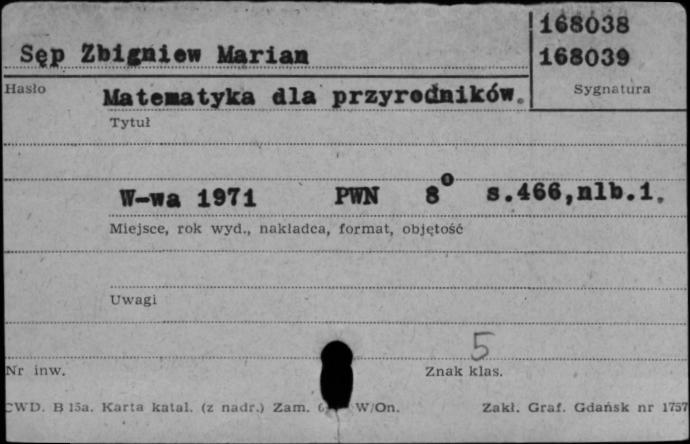 168038
Sęp Zbigniew Marian 168039
Hasło Sygnatura
Matematyka dla przyrodników.
Tytuł
W-wa 1971 PWN 8° s.466,nlb.1.
Miejsce, rok wyd., nakładca, format, objętość
Uwagi
5
Nr inw. Znak klas.
CWD. B 15a. Karta katal. (z nadr.) Zam. W/On. Zakł. Graf. Gdańsk nr 1757